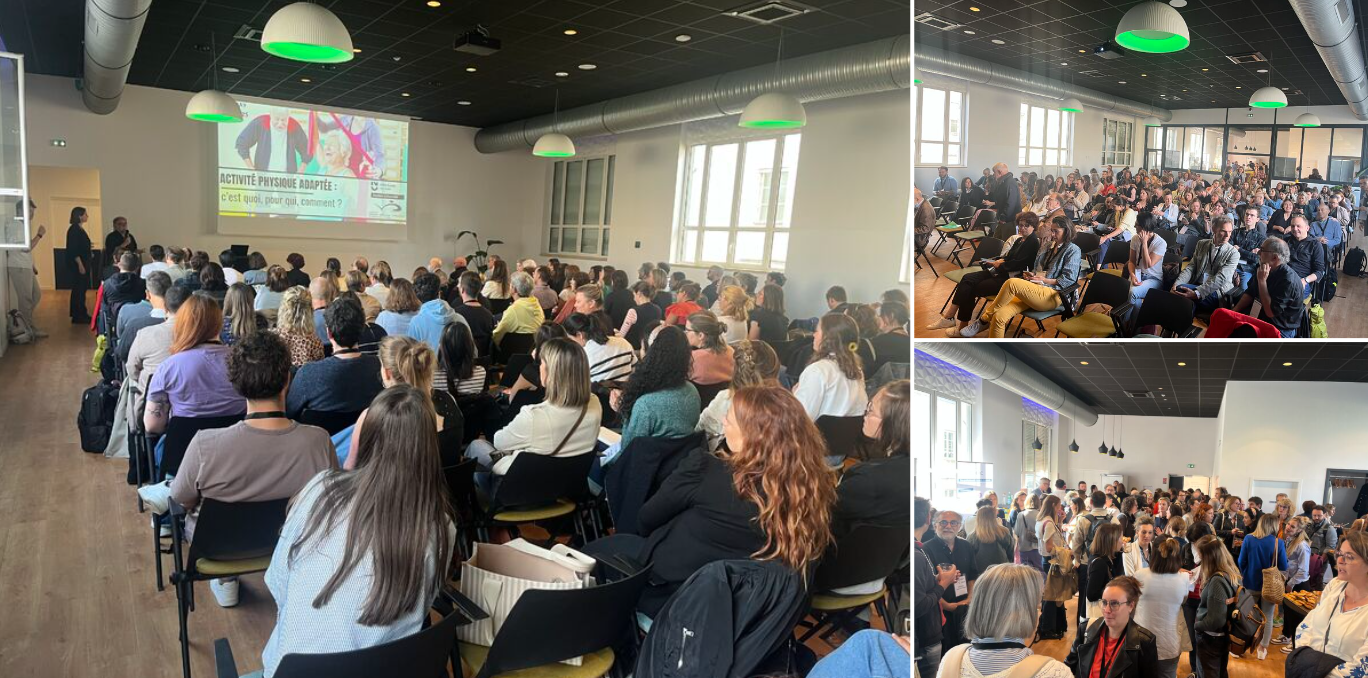 ACTIVITÉ PHYSIQUE ADAPTÉE :
c'est quoi, pour qui, comment ?